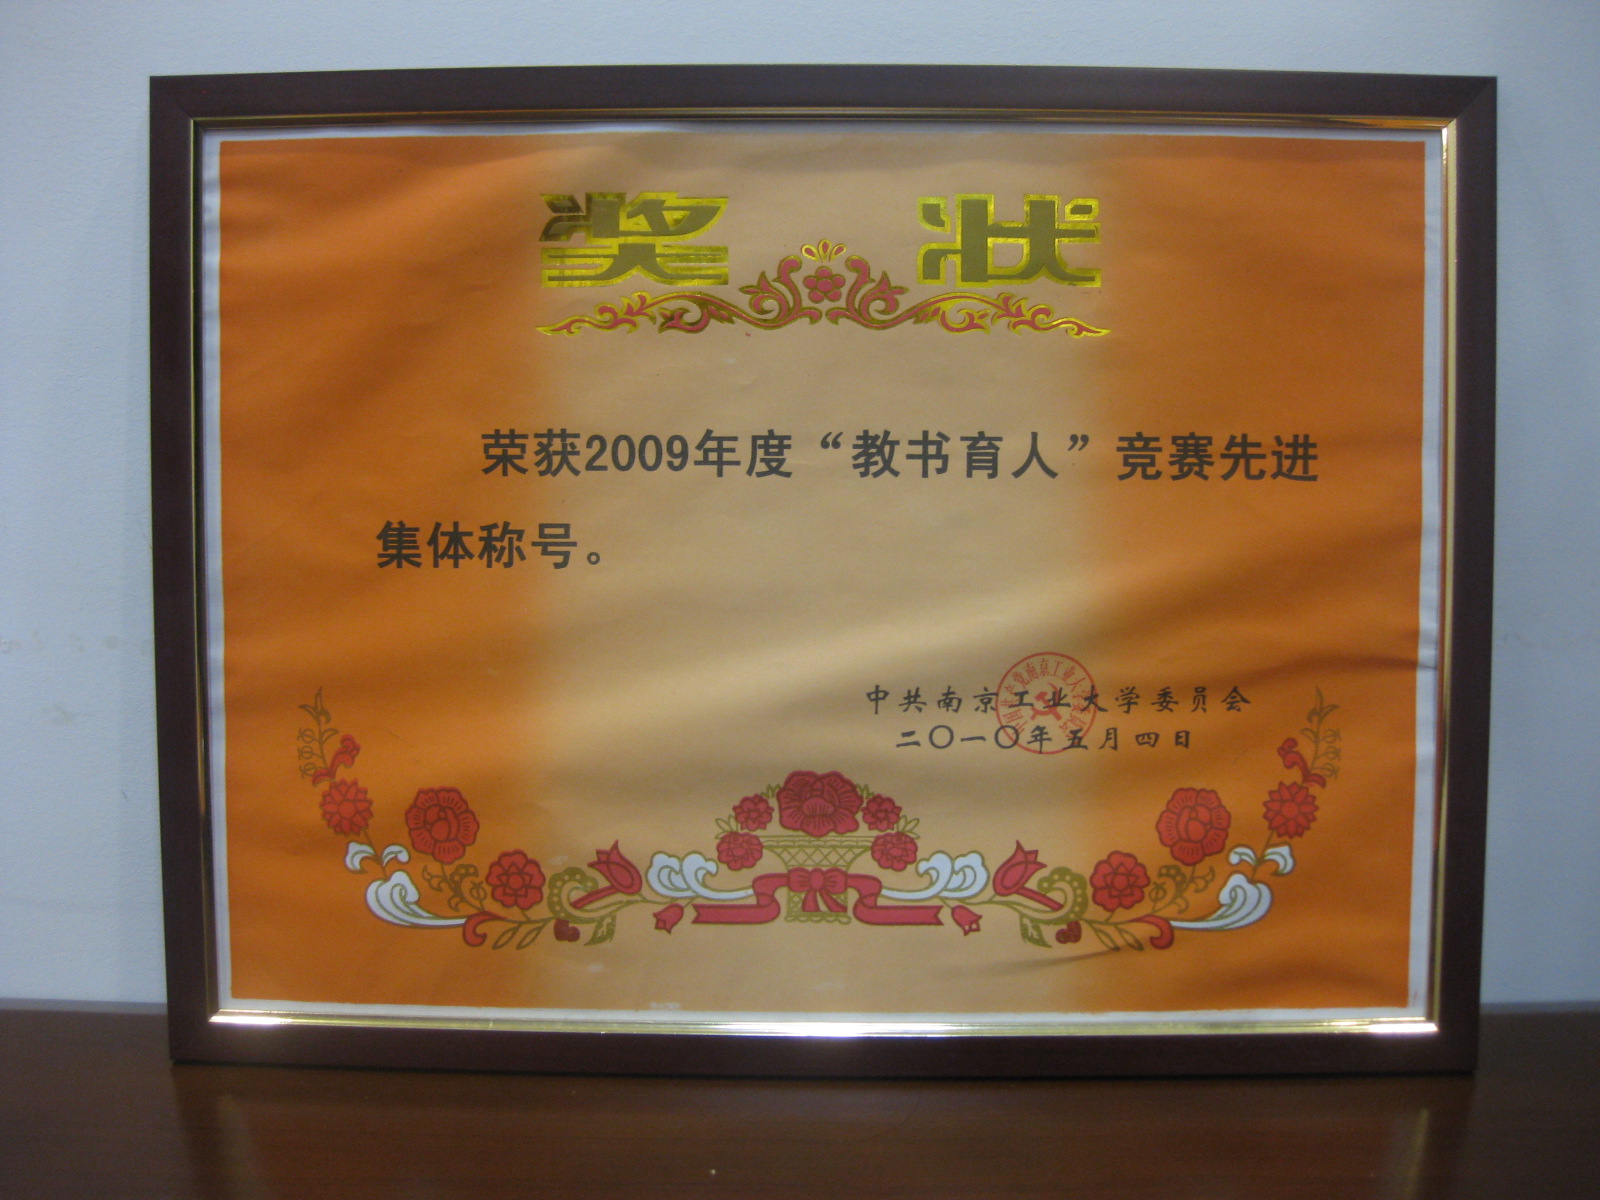 奖状
荣获2009年度“教书育人”竞赛先进
集体称号。
中共南京工业大学委员会
二〇一〇年五月四日